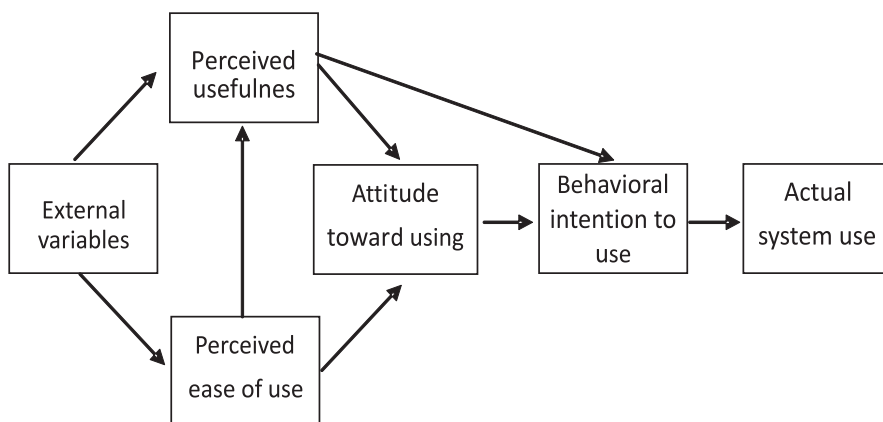 Perceived
usefulnes
External
variables
Perceived
ease of use
Attitude
toward using
Behavioral
intention to
use
Actual
system use